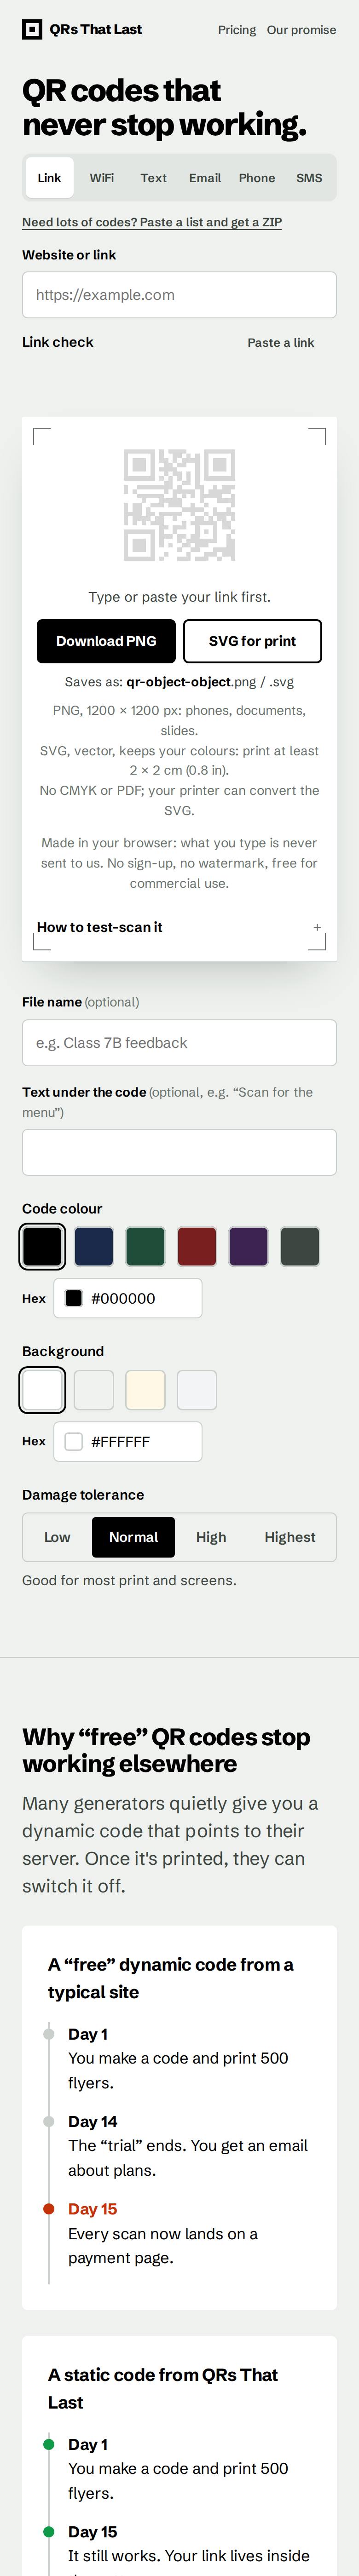 QRs That Last
Pricing
Our promise
QR codes that
never stop working.
Link
WiFi
Text
Email
Phone
SMS
Need lots of codes? Paste a list and get a ZIP
Website or link
https://example.com
Link check
Paste a link
Type or paste your link first.
Download PNG
SVG for print
Saves as: qr-object-object.png / .svg
PNG, 1200 × 1200 px: phones, documents,
slides.
SVG, vector, keeps your colours: print at least
2 × 2 cm (0.8 in).
No CMYK or PDF; your printer can convert the
SVG.
Made in your browser: what you type is never
sent to us. No sign-up, no watermark, free for
commercial use.
How to test-scan it
+
File name (optional)
e.g. Class 7B feedback
Text under the code (optional, e.g. “Scan for the
menu”)
Code colour
Hex
#000000
Background
Hex
#FFFFFF
Damage tolerance
Low
Normal
High
Highest
Good for most print and screens.
Why “free” QR codes stop
working elsewhere
Many generators quietly give you a
dynamic code that points to their
server. Once it's printed, they can
switch it off.
A “free” dynamic code from a
typical site
Day 1
You make a code and print 500
flyers.
Day 14
The “trial” ends. You get an email
about plans.
Day 15
Every scan now lands on a
payment page.
A static code from QRs That
Last
Day 1
You make a code and print 500
flyers.
Day 15
It still works. Your link lives inside